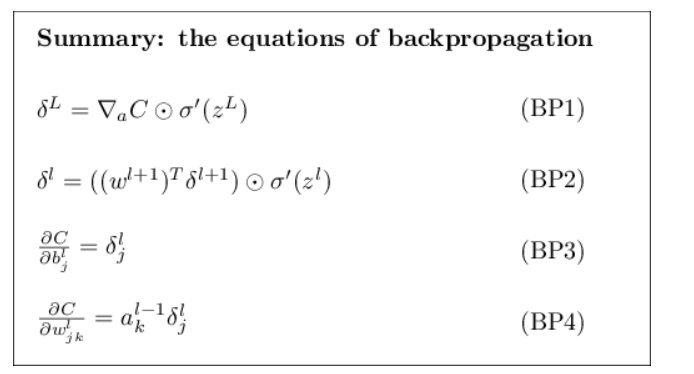 Summary: the equations of backpropagation
δ^L = ∇_a C ⊙ σ′(z^L) (BP1)
δ^l = ((w^{l+1})^T δ^{l+1}) ⊙ σ′(z^l) (BP2)
∂C/∂b^l_j = δ^l_j (BP3)
∂C/∂w^l_{jk} = a^{l−1}_k δ^l_j (BP4)